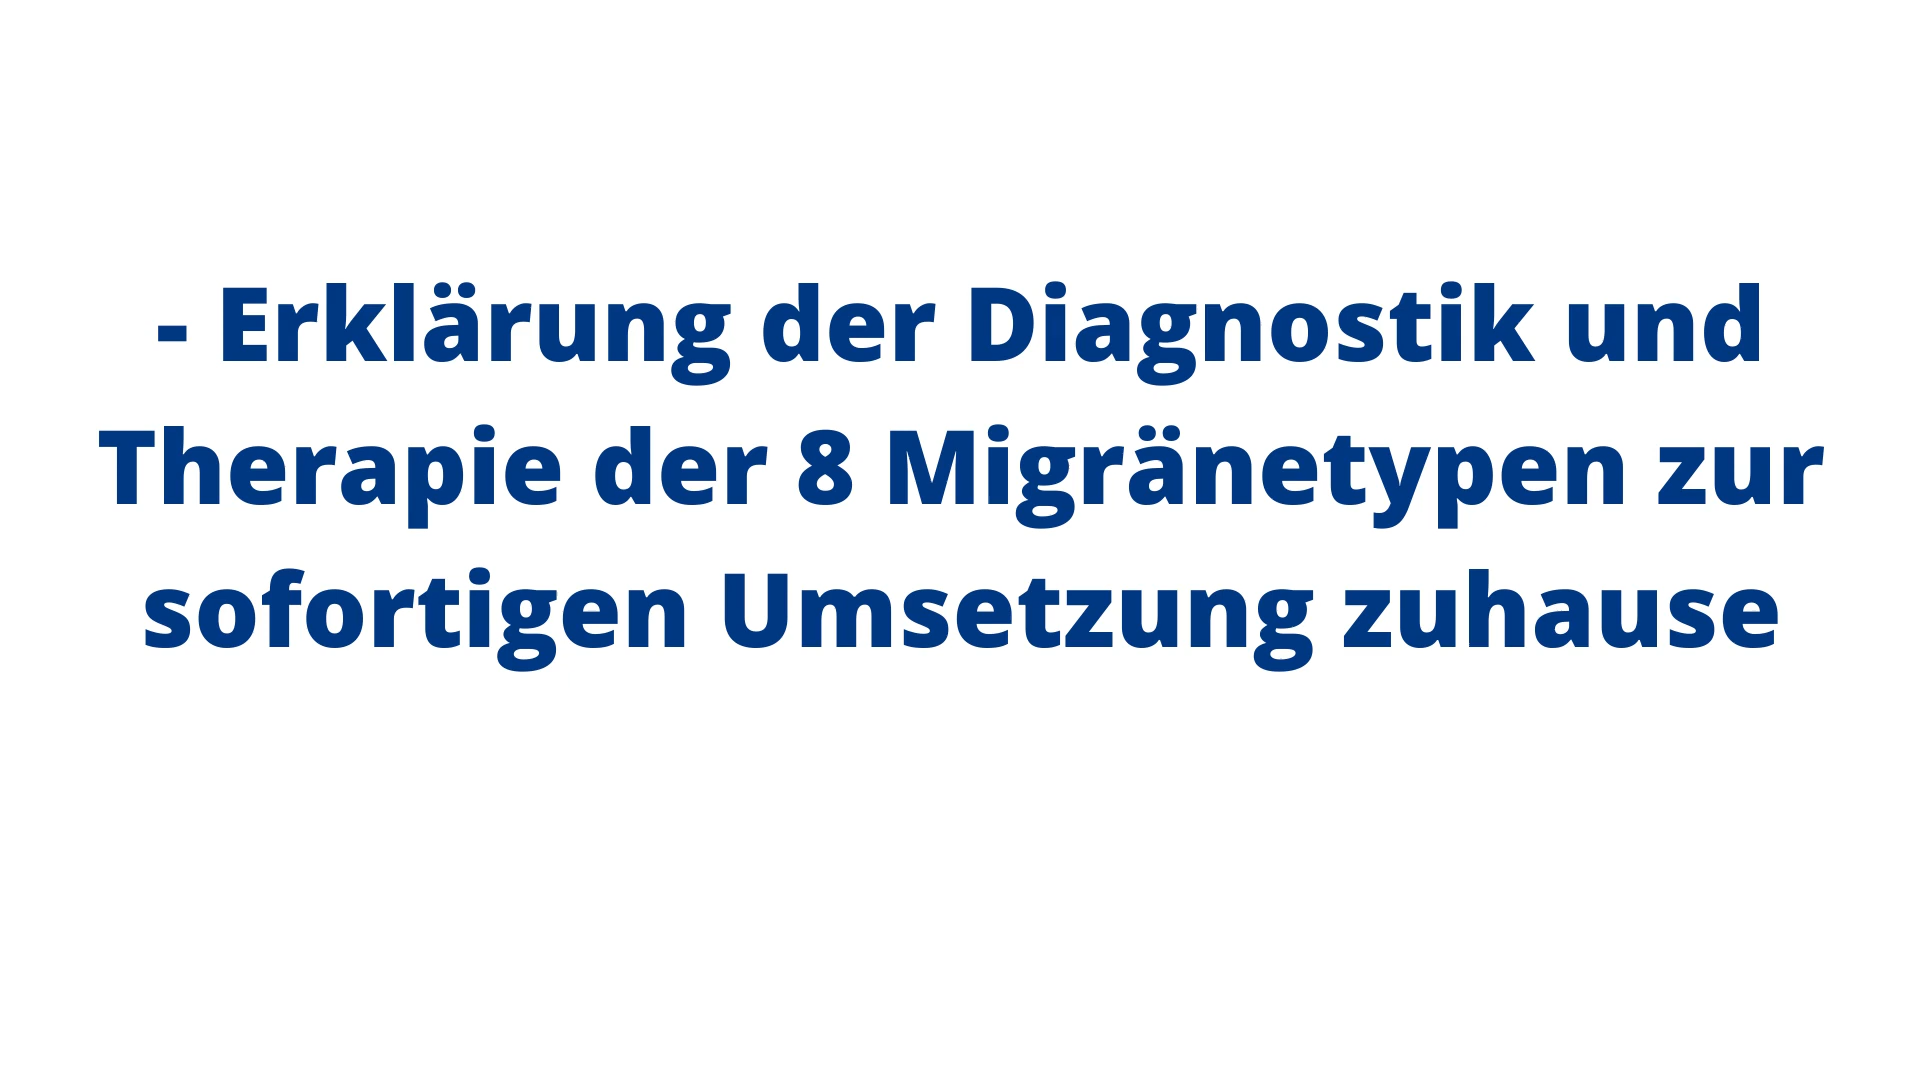 - Erklärung der Diagnostik und
Therapie der 8 Migränetypen zur
sofortigen Umsetzung zuhause